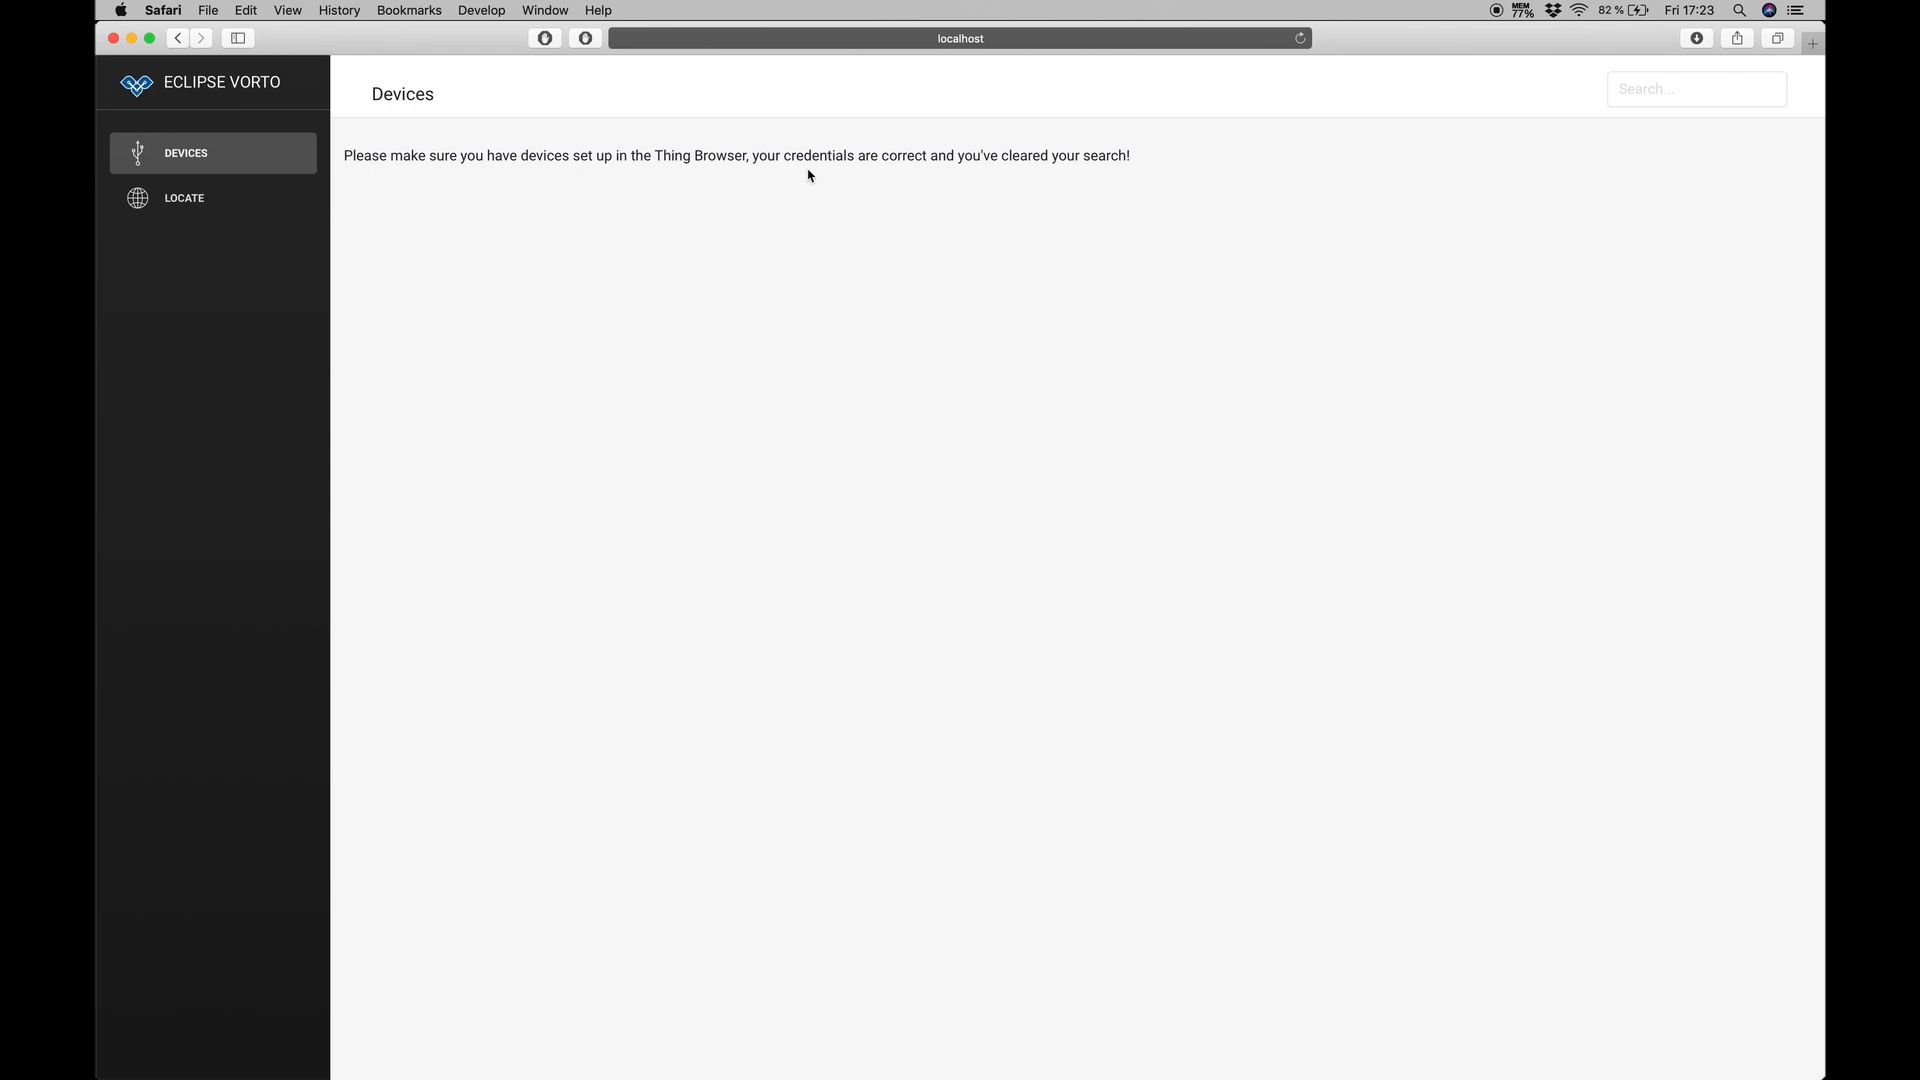 Safari File Edit View History Bookmarks Develop Window Help
MEM 77% 82 % Fri 17:23
localhost
ECLIPSE VORTO
Devices
Search...
DEVICES
LOCATE
Please make sure you have devices set up in the Thing Browser, your credentials are correct and you've cleared your search!